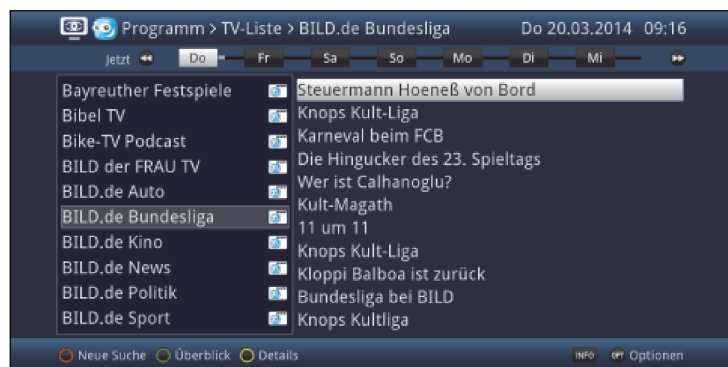 Programm > TV-Liste > BILD.de Bundesliga Do 20.03.2014 09:16
Jetzt Do Fr Sa So Mo Di Mi
Bayreuther Festspiele
Bibel TV
Bike-TV Podcast
BILD der FRAU TV
BILD.de Auto
BILD.de Bundesliga
BILD.de Kino
BILD.de News
BILD.de Politik
BILD.de Sport
Steuermann Hoeneß von Bord
Knops Kult-Liga
Karneval beim FCB
Die Hingucker des 23. Spieltags
Wer ist Calhanoglu?
Kult-Magath
11 um 11
Knops Kult-Liga
Kloppi Balboa ist zurück
Bundesliga bei BILD
Knops Kultliga
Neue Suche Überblick Details INFO OPT Optionen